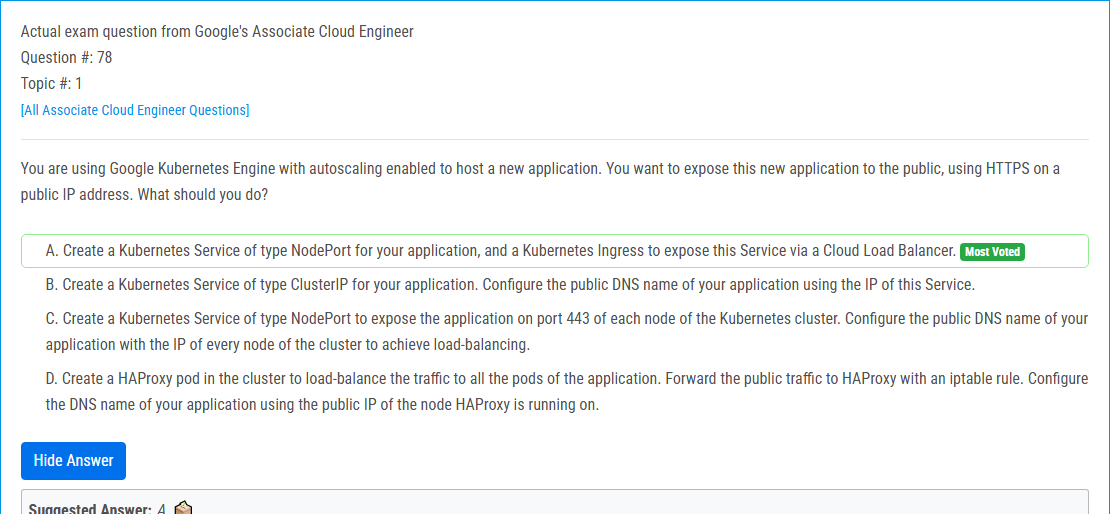 Actual exam question from Google's Associate Cloud Engineer
Question #: 78
Topic #: 1
[All Associate Cloud Engineer Questions]
You are using Google Kubernetes Engine with autoscaling enabled to host a new application. You want to expose this new application to the public, using HTTPS on a
public IP address. What should you do?
A. Create a Kubernetes Service of type NodePort for your application, and a Kubernetes Ingress to expose this Service via a Cloud Load Balancer. Most Voted
B. Create a Kubernetes Service of type ClusterIP for your application. Configure the public DNS name of your application using the IP of this Service.
C. Create a Kubernetes Service of type NodePort to expose the application on port 443 of each node of the Kubernetes cluster. Configure the public DNS name of your
application with the IP of every node of the cluster to achieve load-balancing.
D. Create a HAProxy pod in the cluster to load-balance the traffic to all the pods of the application. Forward the public traffic to HAProxy with an iptable rule. Configure
the DNS name of your application using the public IP of the node HAProxy is running on.
Hide Answer
Suggested Answer: A